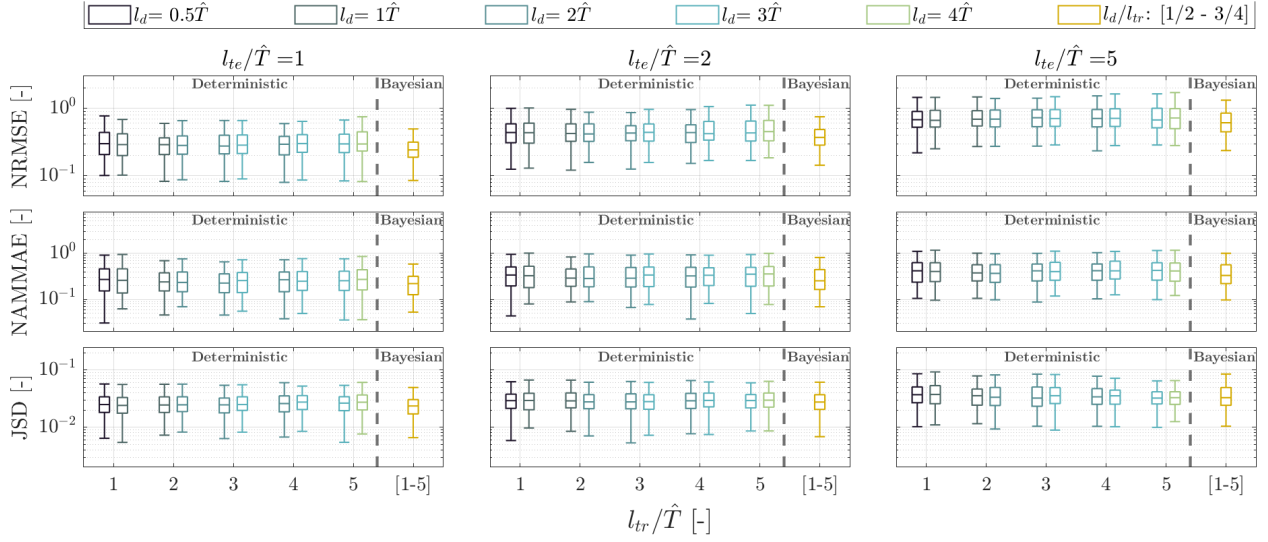 l_d= 0.5T̂ l_d= 1T̂ l_d= 2T̂ l_d= 3T̂ l_d= 4T̂ l_d/l_tr: [1/2 - 3/4]
l_te/T̂ =1 l_te/T̂ =2 l_te/T̂ =5
Deterministic Bayesian Deterministic Bayesian Deterministic Bayesian
NRMSE [-]
10^0
10^-1
Deterministic Bayesian Deterministic Bayesian Deterministic Bayesian
NAMMAE [-]
10^0
10^-1
Deterministic Bayesian Deterministic Bayesian Deterministic Bayesian
JSD [-]
10^-1
10^-2
1 2 3 4 5 [1-5] 1 2 3 4 5 [1-5] 1 2 3 4 5 [1-5]
l_tr/T̂ [-]